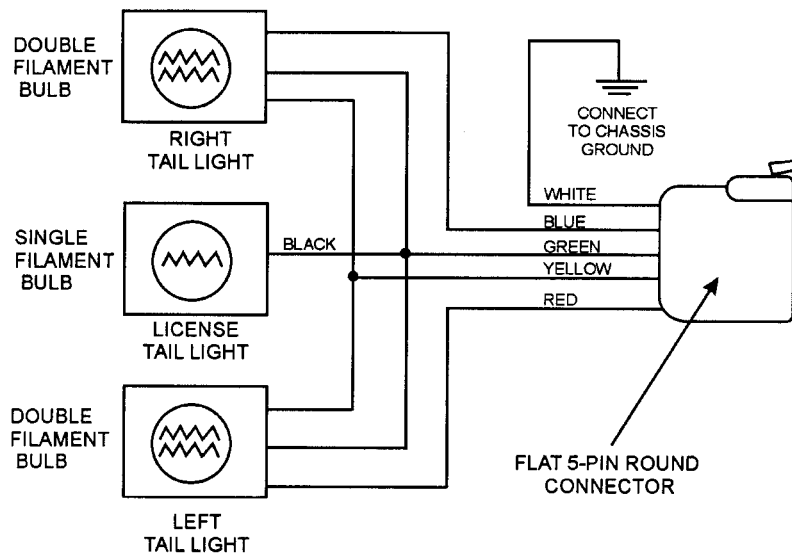 DOUBLE
FILAMENT
BULB
RIGHT
TAIL LIGHT
CONNECT
TO CHASSIS
GROUND
WHITE
BLUE
SINGLE
FILAMENT
BULB
BLACK
GREEN
YELLOW
RED
LICENSE
TAIL LIGHT
DOUBLE
FILAMENT
BULB
FLAT 5-PIN ROUND
CONNECTOR
LEFT
TAIL LIGHT